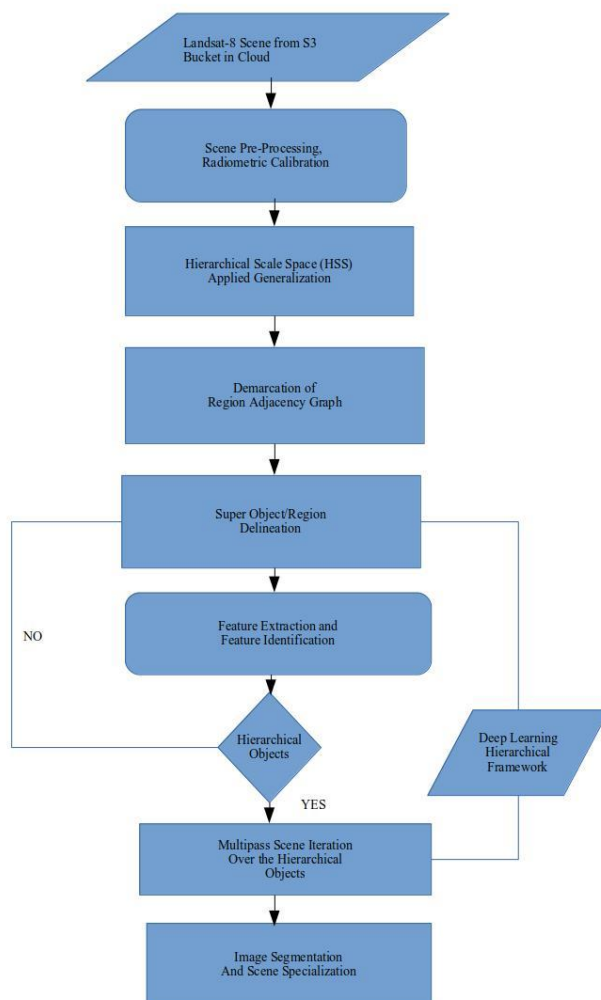 Landsat-8 Scene from S3
Bucket in Cloud
Scene Pre-Processing,
Radiometric Calibration
Hierarchical Scale Space (HSS)
Applied Generalization
Demarcation of
Region Adjacency Graph
Super Object/Region
Delineation
Feature Extraction and
Feature Identification
NO
Hierarchical
Objects
Deep Learning
Hierarchical
Framework
YES
Multipass Scene Iteration
Over the Hierarchical
Objects
Image Segmentation
And Scene Specialization